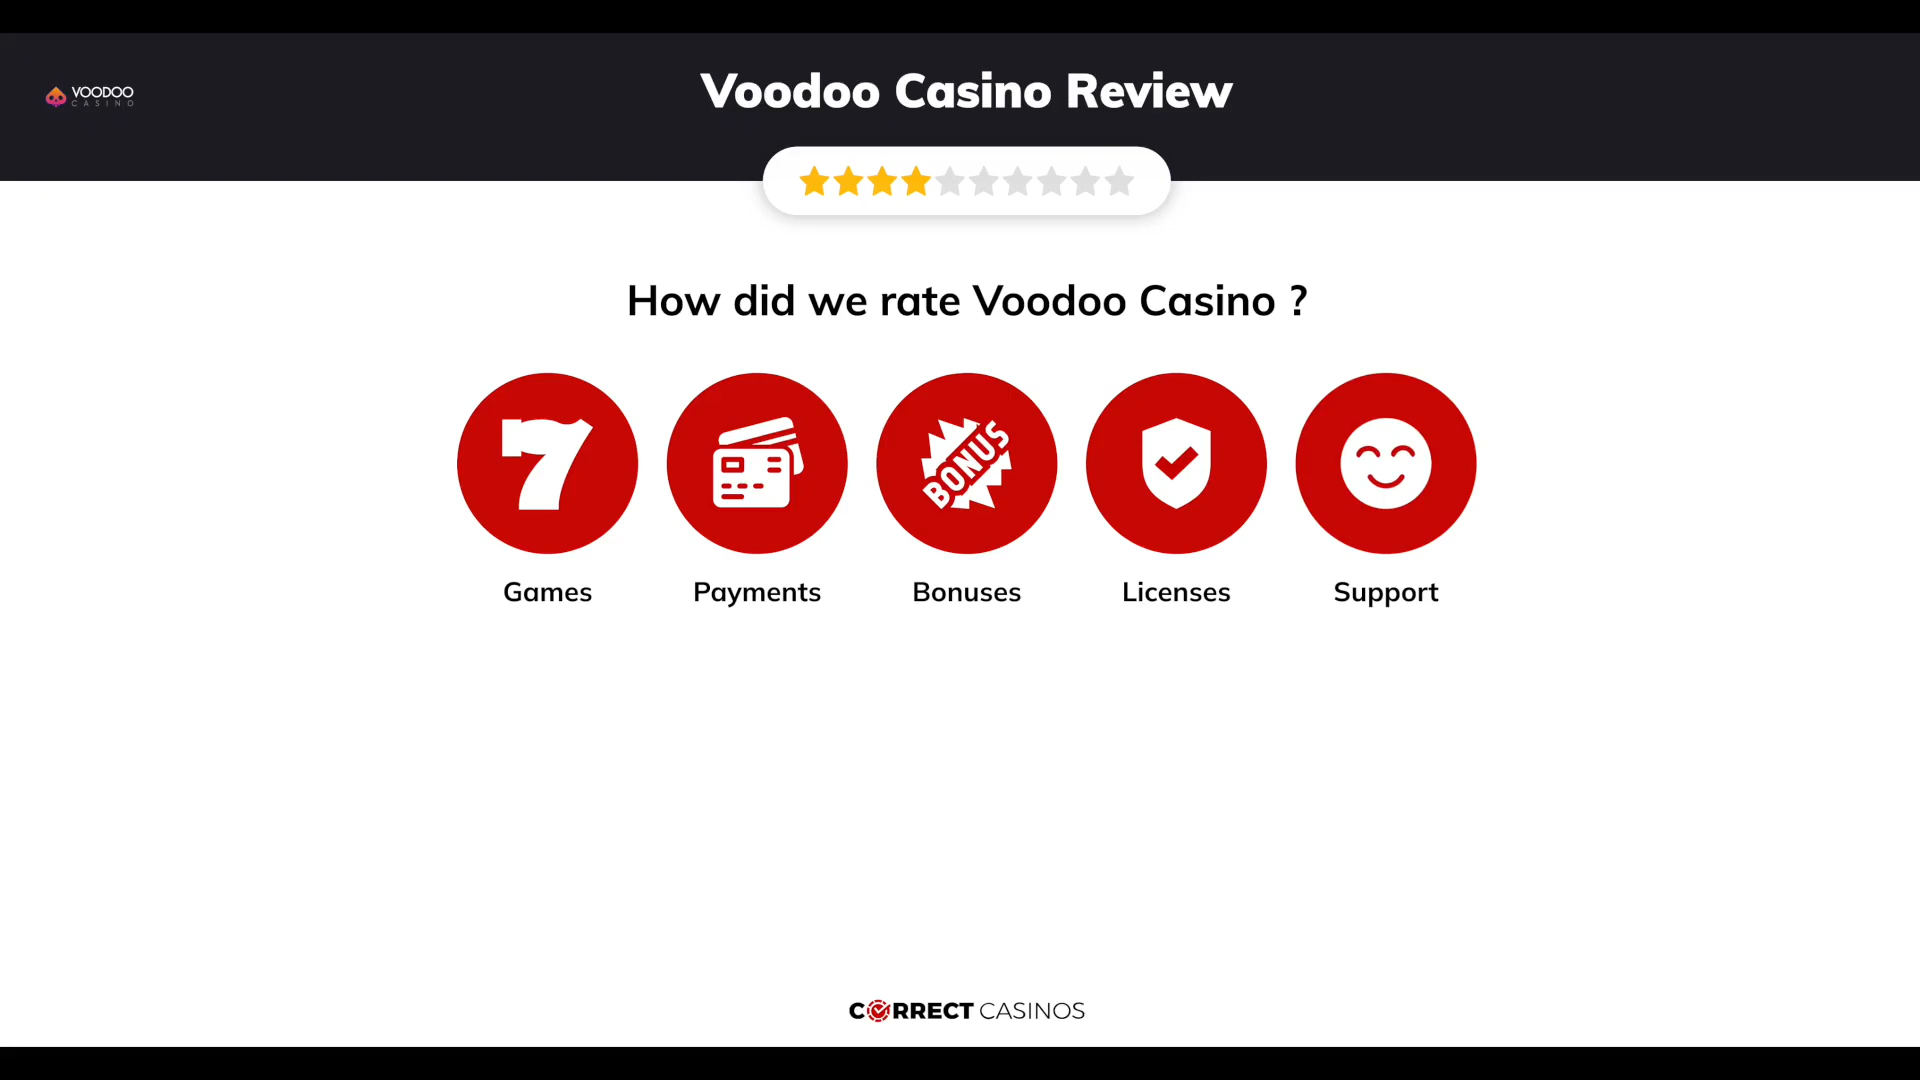 VOODOO
CASINO
Voodoo Casino Review
How did we rate Voodoo Casino ?
BONUS
Games
Payments
Bonuses
Licenses
Support
CORRECT CASINOS